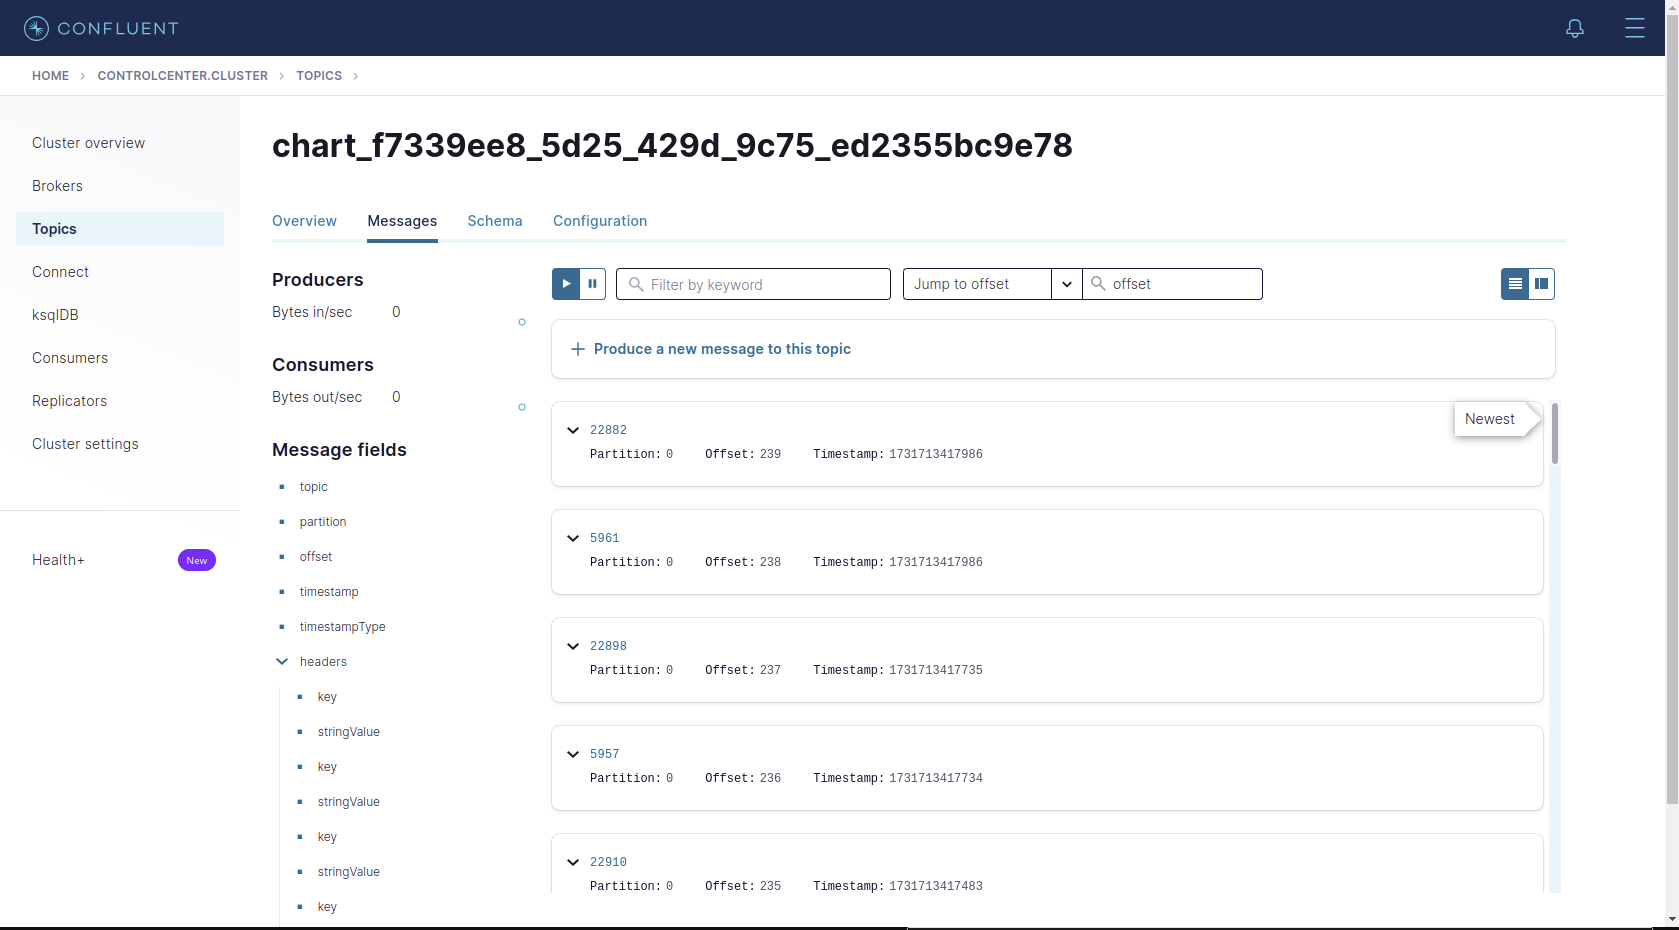 CONFLUENT
HOME > CONTROLCENTER.CLUSTER > TOPICS >
Cluster overview
Brokers
Topics
Connect
ksqlDB
Consumers
Replicators
Cluster settings
Health+ New
chart_f7339ee8_5d25_429d_9c75_ed2355bc9e78
Overview Messages Schema Configuration
Producers
Bytes in/sec 0
Consumers
Bytes out/sec 0
Message fields
topic
partition
offset
timestamp
timestampType
headers
key
stringValue
key
stringValue
key
stringValue
key
Filter by keyword Jump to offset offset
+ Produce a new message to this topic
Newest
22882
Partition: 0 Offset: 239 Timestamp: 1731713417986
5961
Partition: 0 Offset: 238 Timestamp: 1731713417986
22898
Partition: 0 Offset: 237 Timestamp: 1731713417735
5957
Partition: 0 Offset: 236 Timestamp: 1731713417734
22910
Partition: 0 Offset: 235 Timestamp: 1731713417483